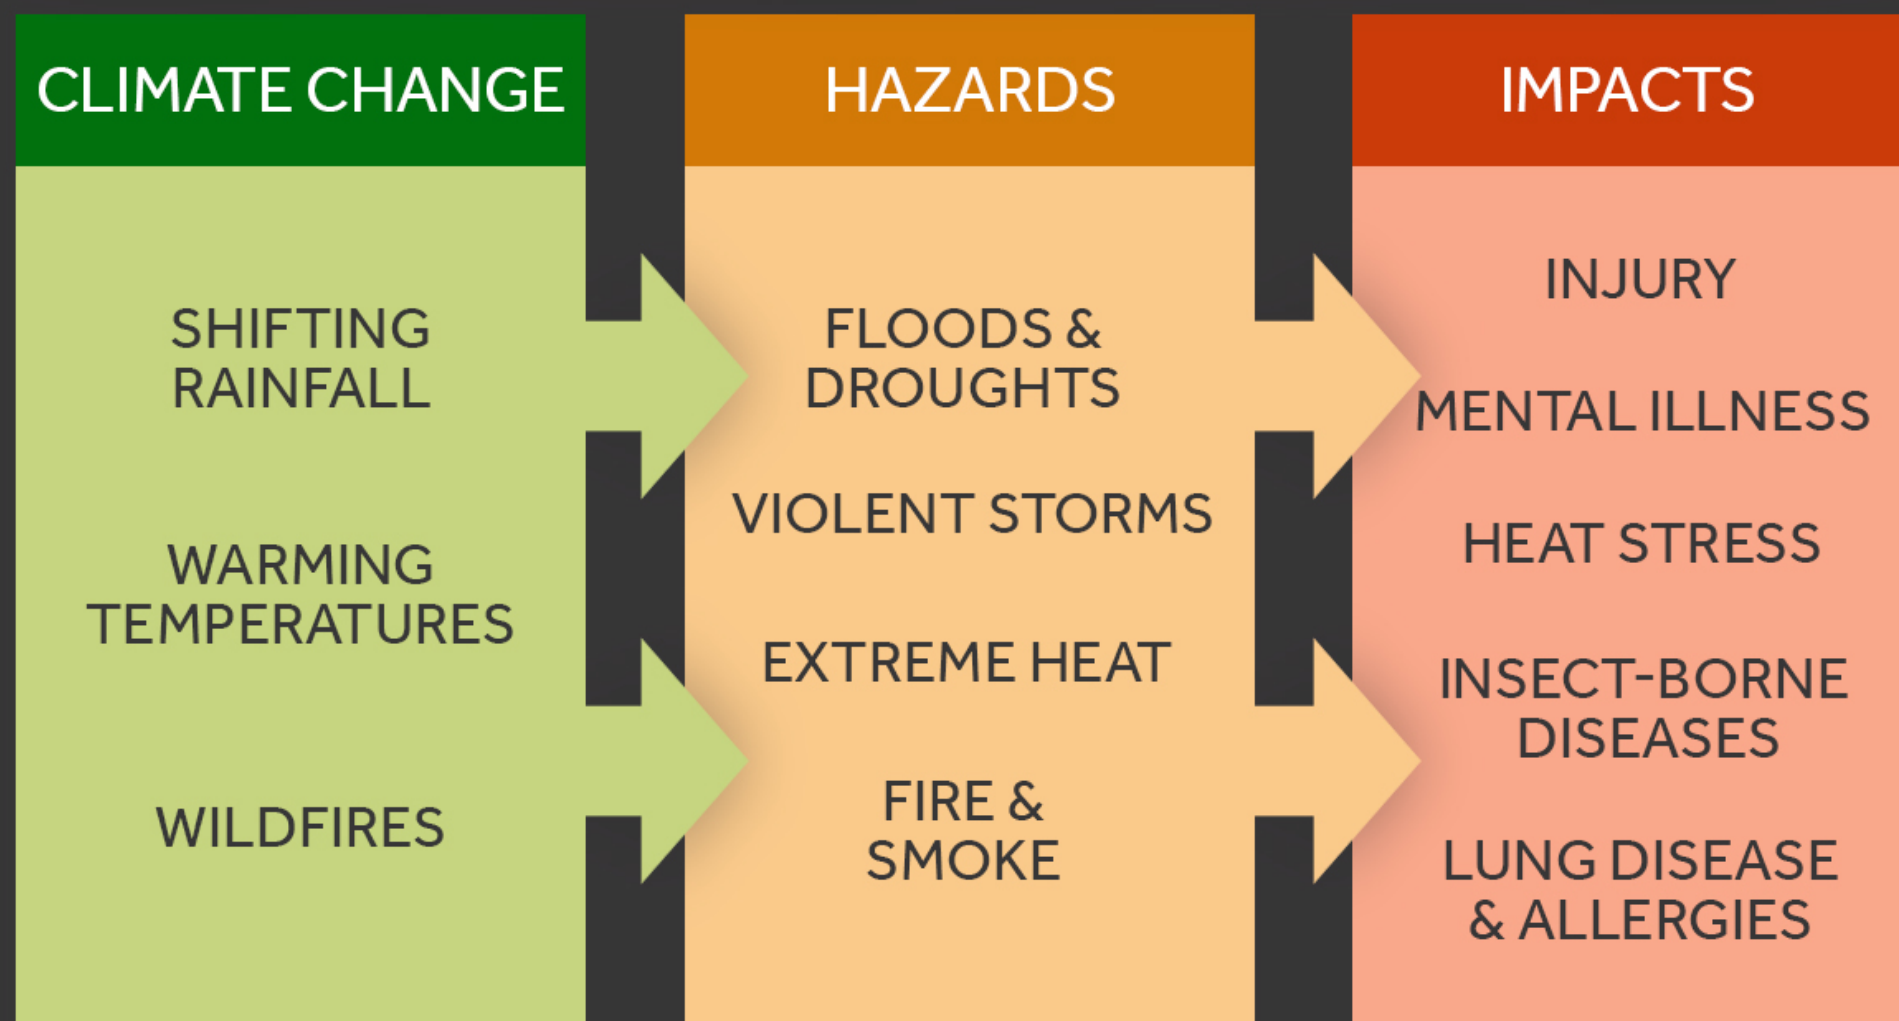 CLIMATE CHANGE
SHIFTING
RAINFALL
WARMING
TEMPERATURES
WILDFIRES
HAZARDS
FLOODS &
DROUGHTS
VIOLENT STORMS
EXTREME HEAT
FIRE &
SMOKE
IMPACTS
INJURY
MENTAL ILLNESS
HEAT STRESS
INSECT-BORNE
DISEASES
LUNG DISEASE
& ALLERGIES